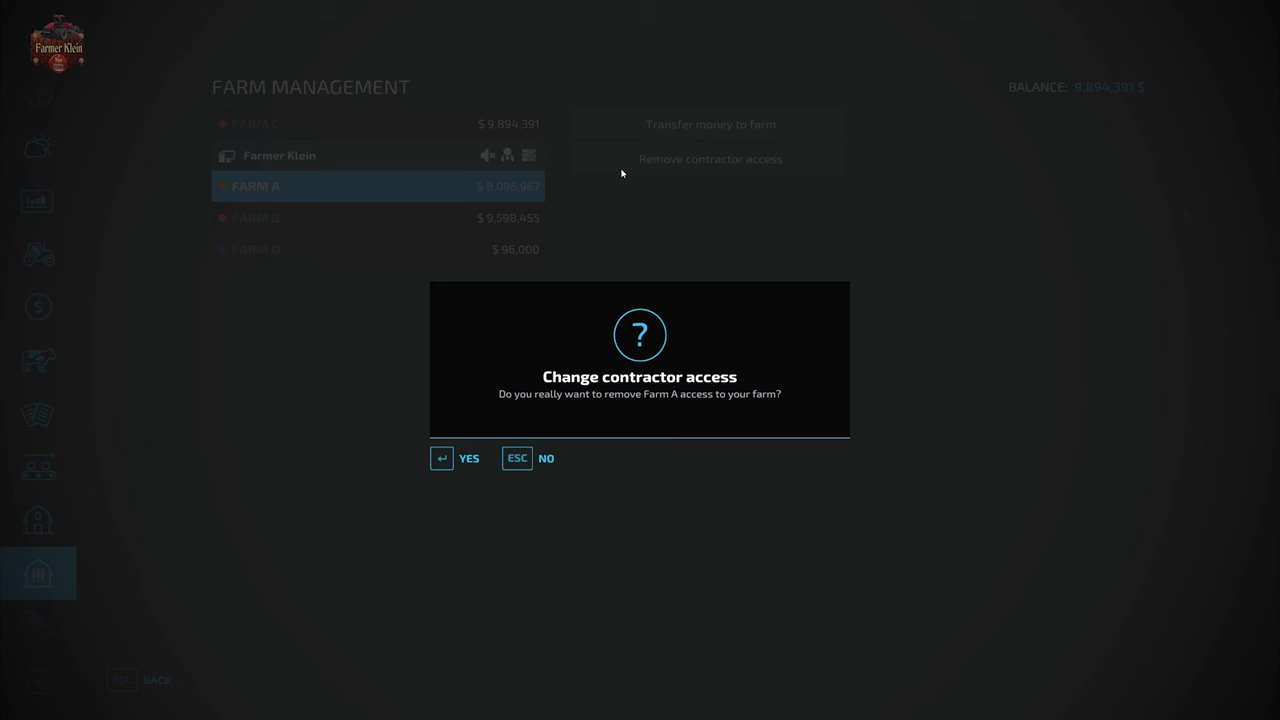 Farmer Klein
FARM MANAGEMENT
BALANCE: 9,894,391 $
FARM C $ 9,894,391
Transfer money to farm
Farmer Klein
Remove contractor access
FARM A $ 8,096,967
FARM B $ 9,598,455
FARM D $ 96,000
?
Change contractor access
Do you really want to remove Farm A access to your farm?
YES ESC NO
ESC BACK